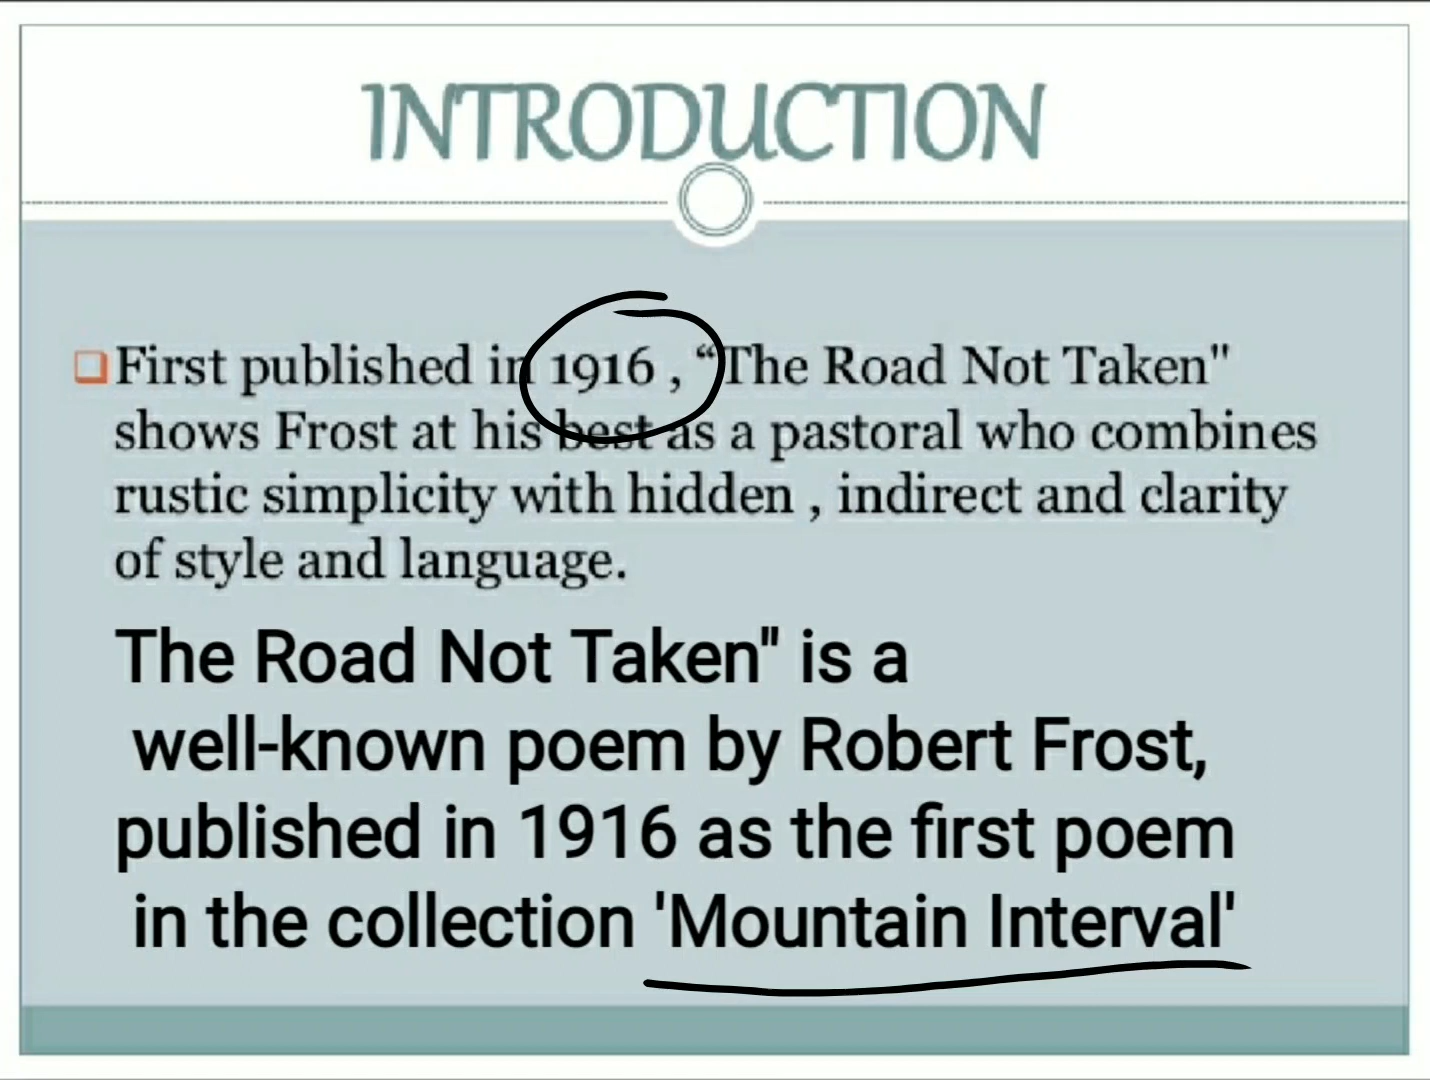 INTRODUCTION
First published in 1916 , “The Road Not Taken"
shows Frost at his best as a pastoral who combines
rustic simplicity with hidden , indirect and clarity
of style and language.
The Road Not Taken" is a
well-known poem by Robert Frost,
published in 1916 as the first poem
in the collection 'Mountain Interval'